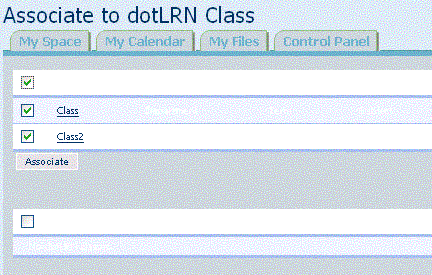 Associate to dotLRN Class
My Space My Calendar My Files Control Panel
Class
Class2
Associate